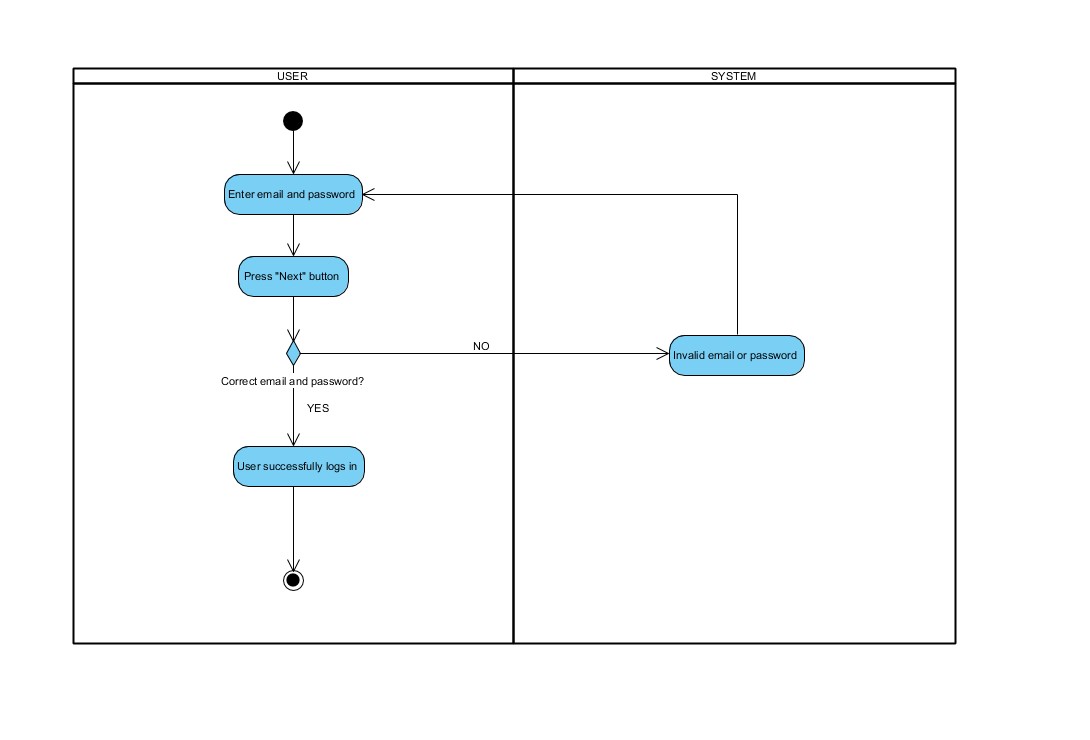 USER
SYSTEM
Enter email and password
Press "Next" button
NO
Invalid email or password
Correct email and password?
YES
User successfully logs in